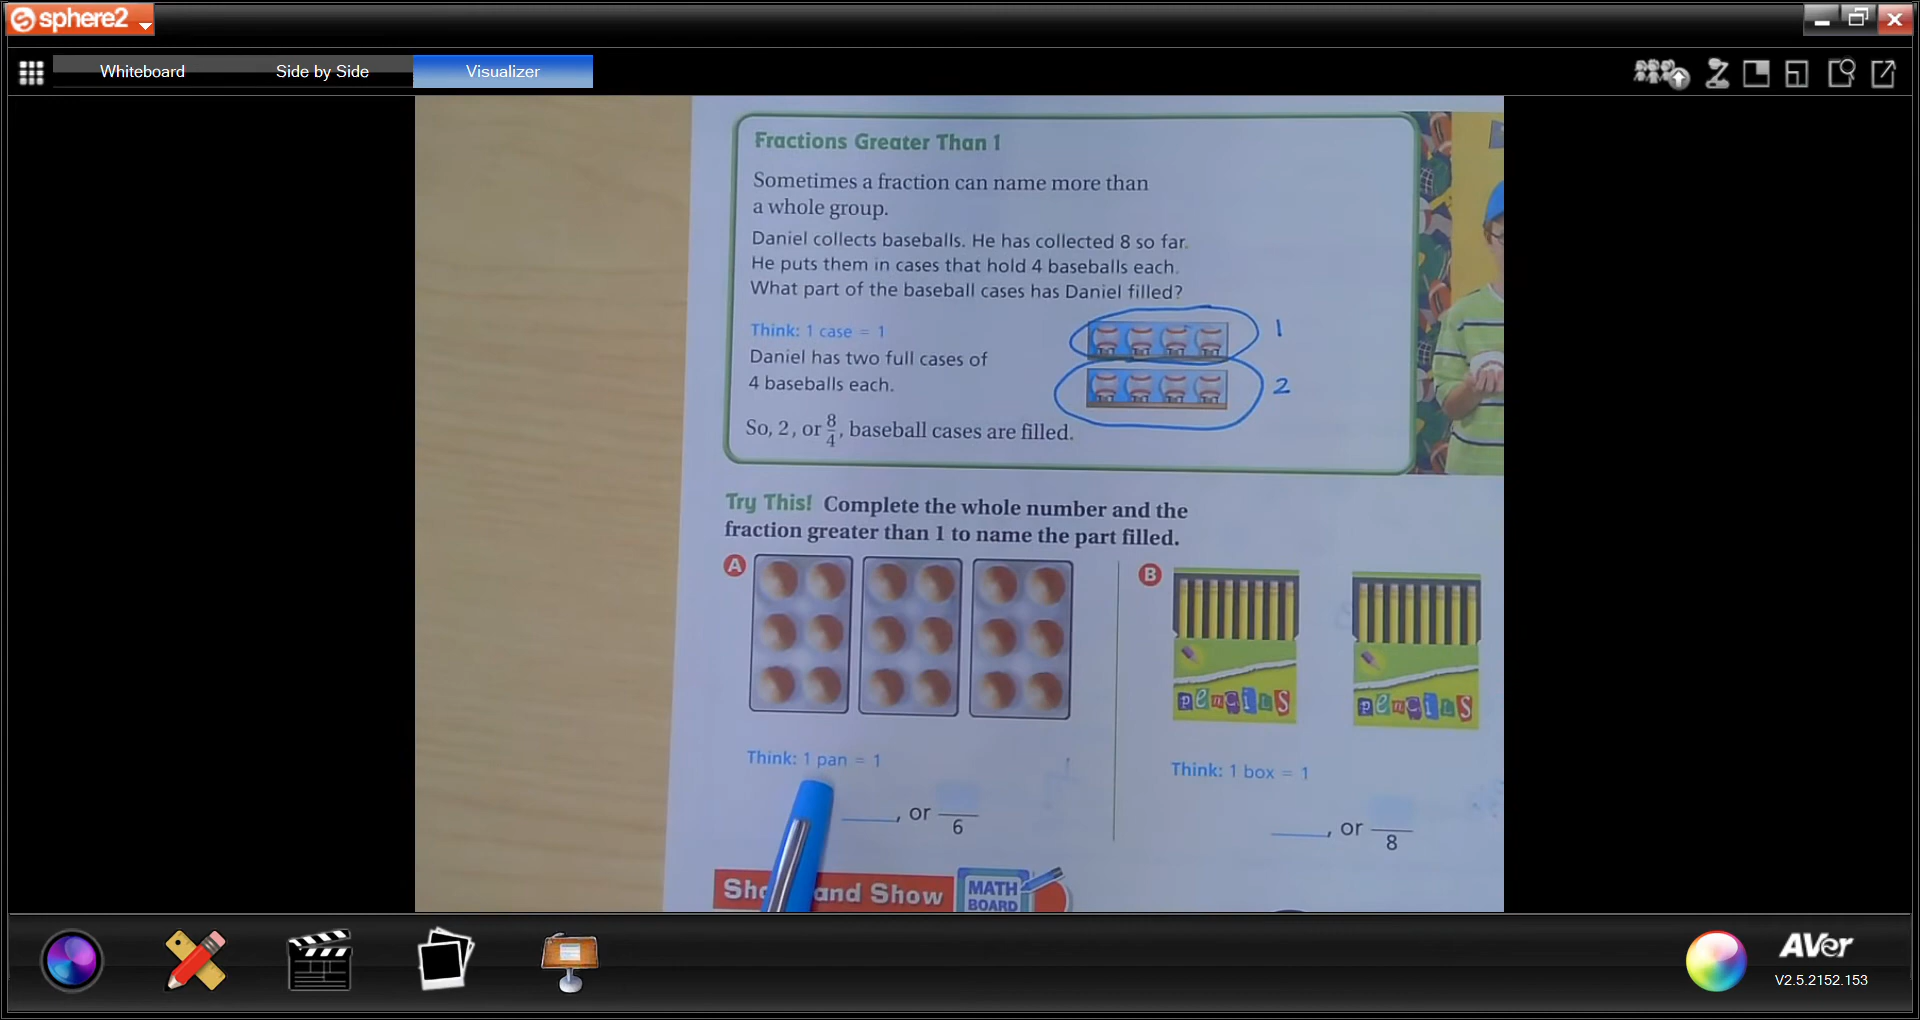 sphere2
Whiteboard
Side by Side
Visualizer
Fractions Greater Than 1
Sometimes a fraction can name more than
a whole group.
Daniel collects baseballs. He has collected 8 so far.
He puts them in cases that hold 4 baseballs each.
What part of the baseball cases has Daniel filled?
Think: 1 case = 1
Daniel has two full cases of
4 baseballs each.
1
2
So, 2, or 8/4, baseball cases are filled.
Try This! Complete the whole number and the
fraction greater than 1 to name the part filled.
A
B
PENCILS
PENCILS
Think: 1 pan = 1
Think: 1 box = 1
____, or __/6
____, or __/8
and Show
MATH
BOARD
AVer
V2.5.2152.153